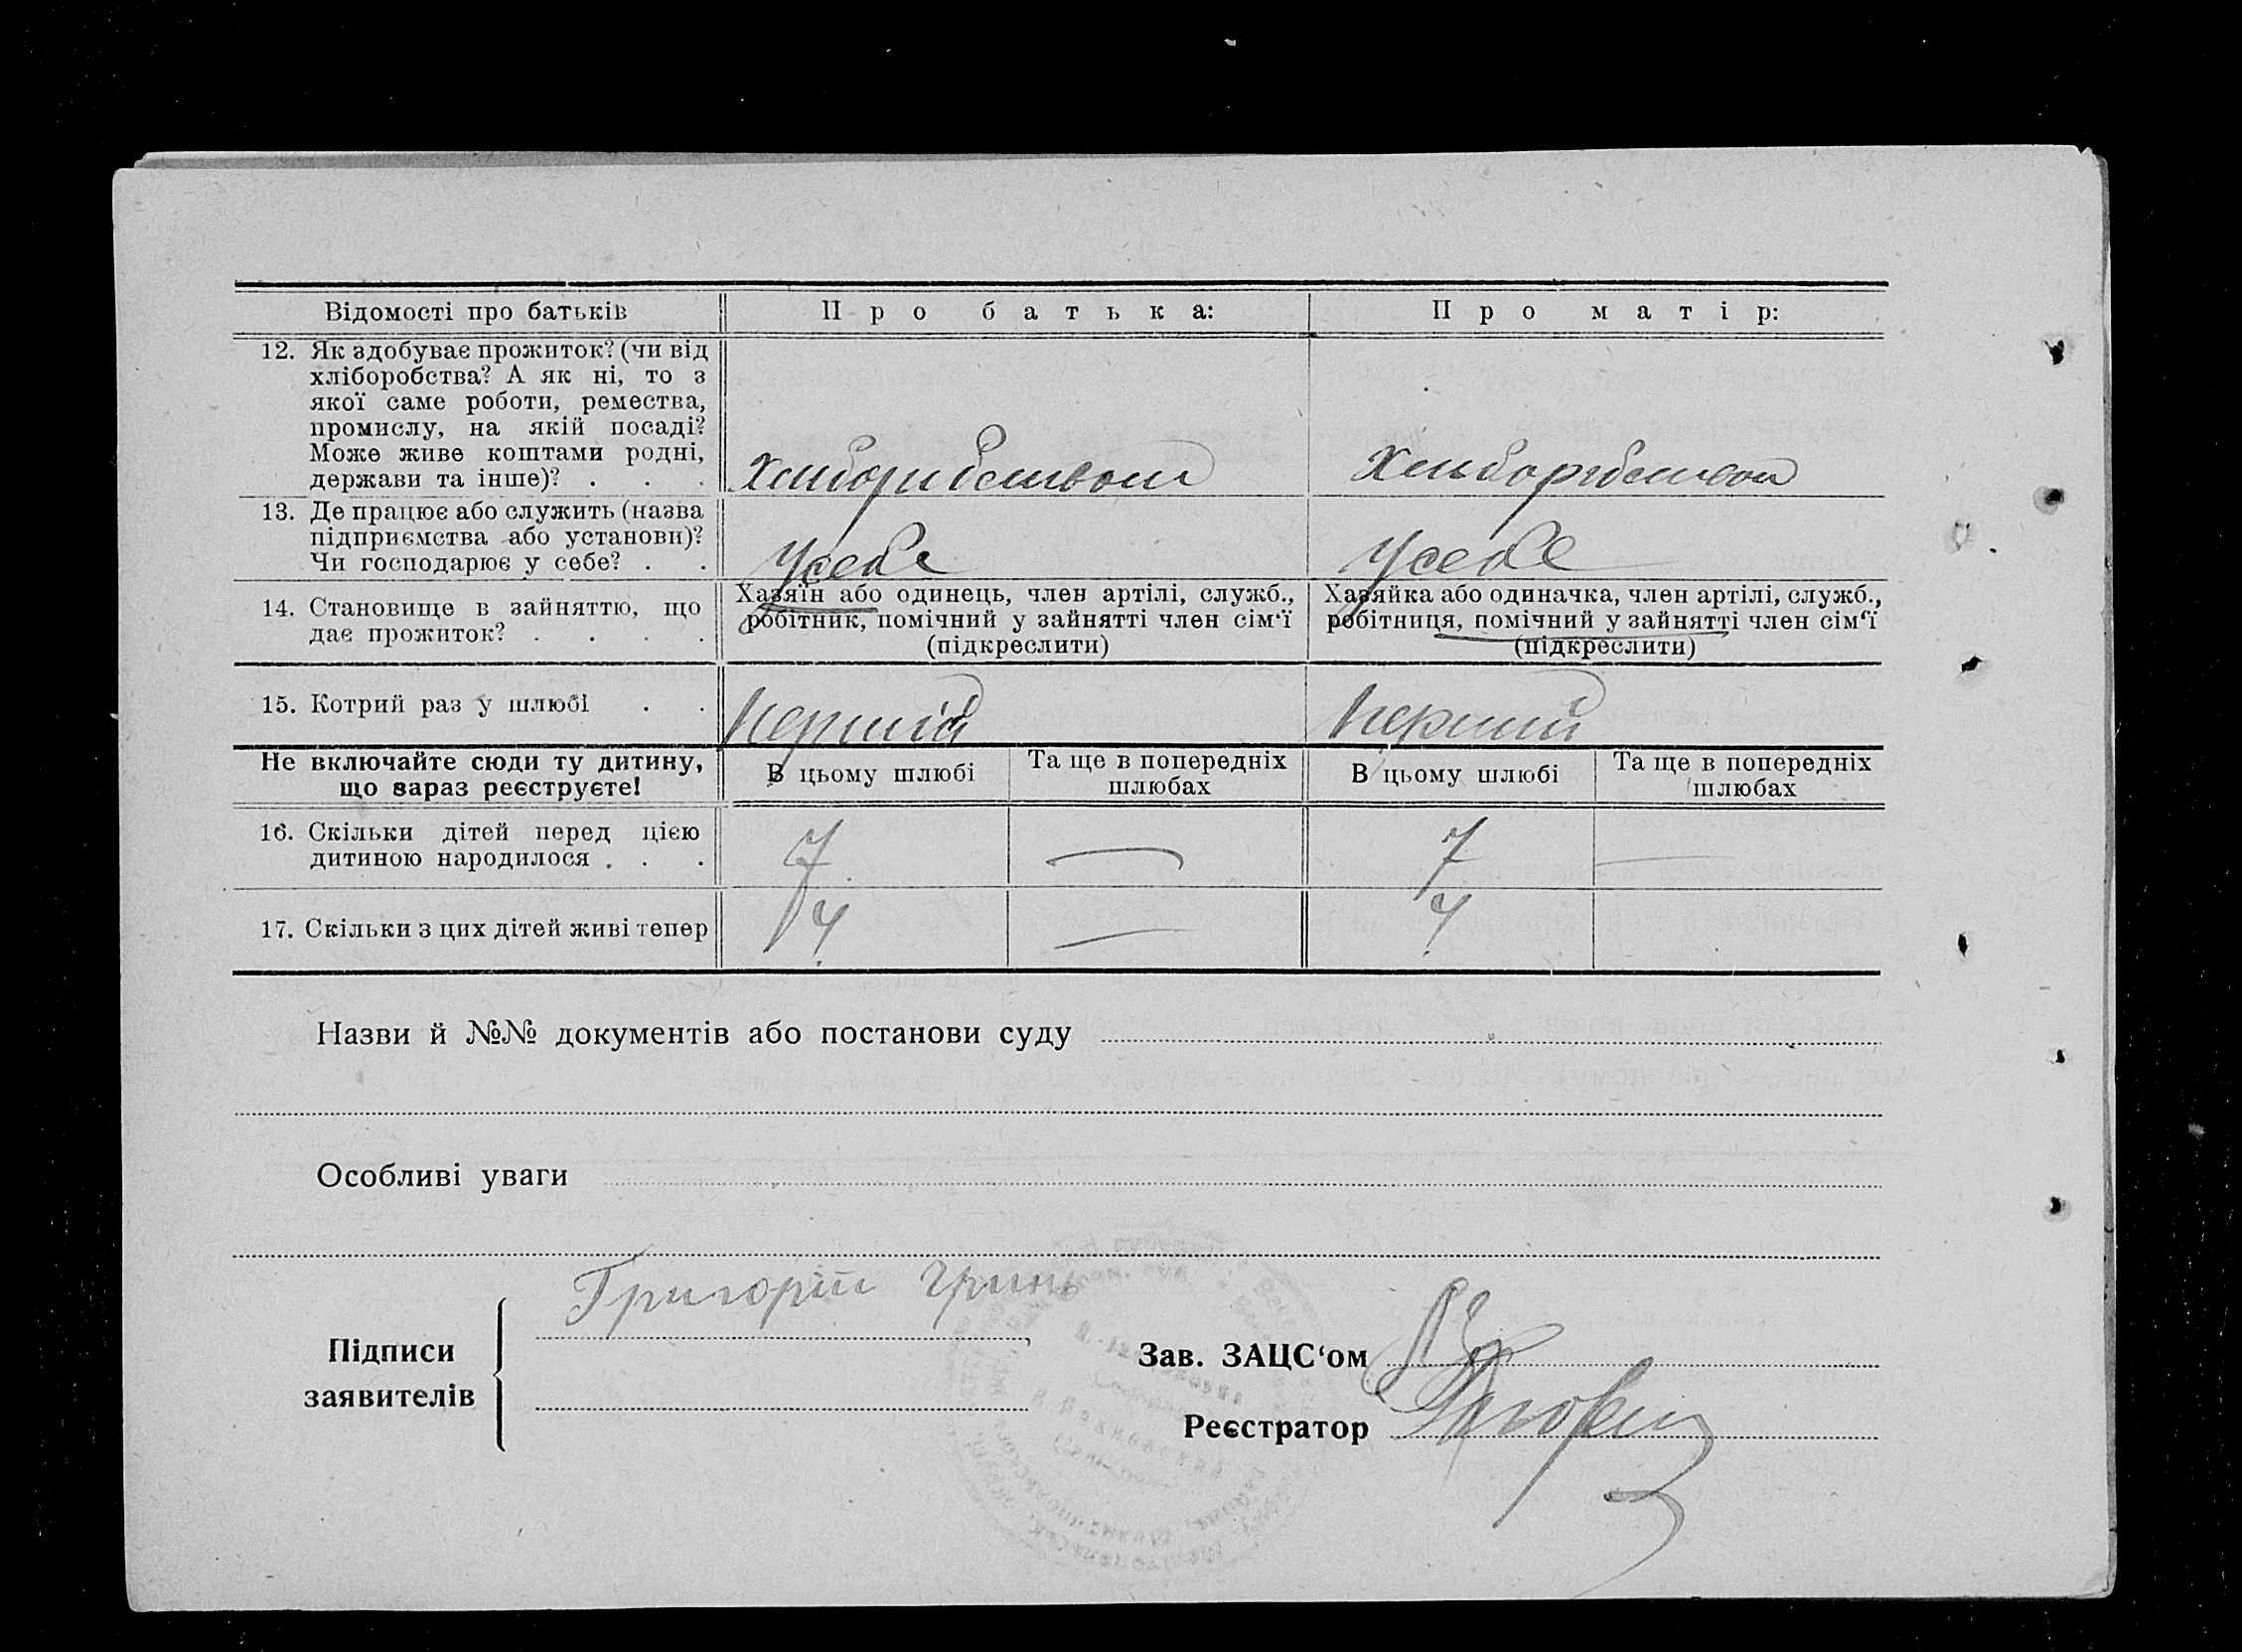 Відомості про батьків
Про батька:
Про матір:
12. Як здобуває прожиток? (чи від
хліборобства? А як ні, то з
якої саме роботи, ремества,
промислу, на якій посаді?
Може живе коштами родні,
держави та інше)? . . .
Хлиборибством
Хлиборібством
13. Де працює або служить (назва
підприємства або установи)?
Чи господарює у себе? . .
Усебе
Усебе
14. Становище в зайняттю, що
дає прожиток? . . . .
Хазяїн або одинець, член артілі, служб.,
робітник, помічний у зайнятті член сім‘ї
(підкреслити)
Хазяйка або одиначка, член артілі, служб.,
робітниця, помічний у зайнятті член сім‘ї
(підкреслити)
15. Котрий раз у шлюбі . .
Перший
Перший
Не включайте сюди ту дитину,
що зараз реєструєте!
В цьому шлюбі
Та ще в попередніх
шлюбах
В цьому шлюбі
Та ще в попередніх
шлюбах
16. Скільки дітей перед цією
дитиною народилося . . .
7 — 7 —
17. Скільки з цих дітей живі тепер
4 — 4
Назви й №№ документів або постанови суду
Особливі уваги
Підписи
заявителів
Григорій Гринь
Зав. ЗАЦС‘ом
Реєстратор